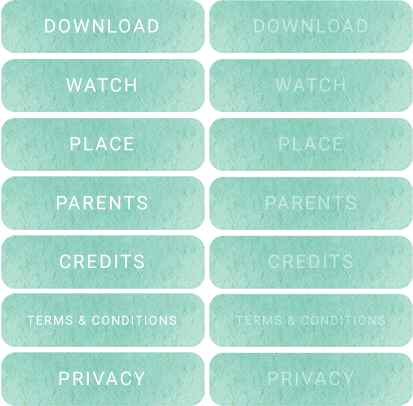 DOWNLOAD DOWNLOAD
WATCH WATCH
PLACE PLACE
PARENTS PARENTS
CREDITS CREDITS
TERMS & CONDITIONS TERMS & CONDITIONS
PRIVACY PRIVACY